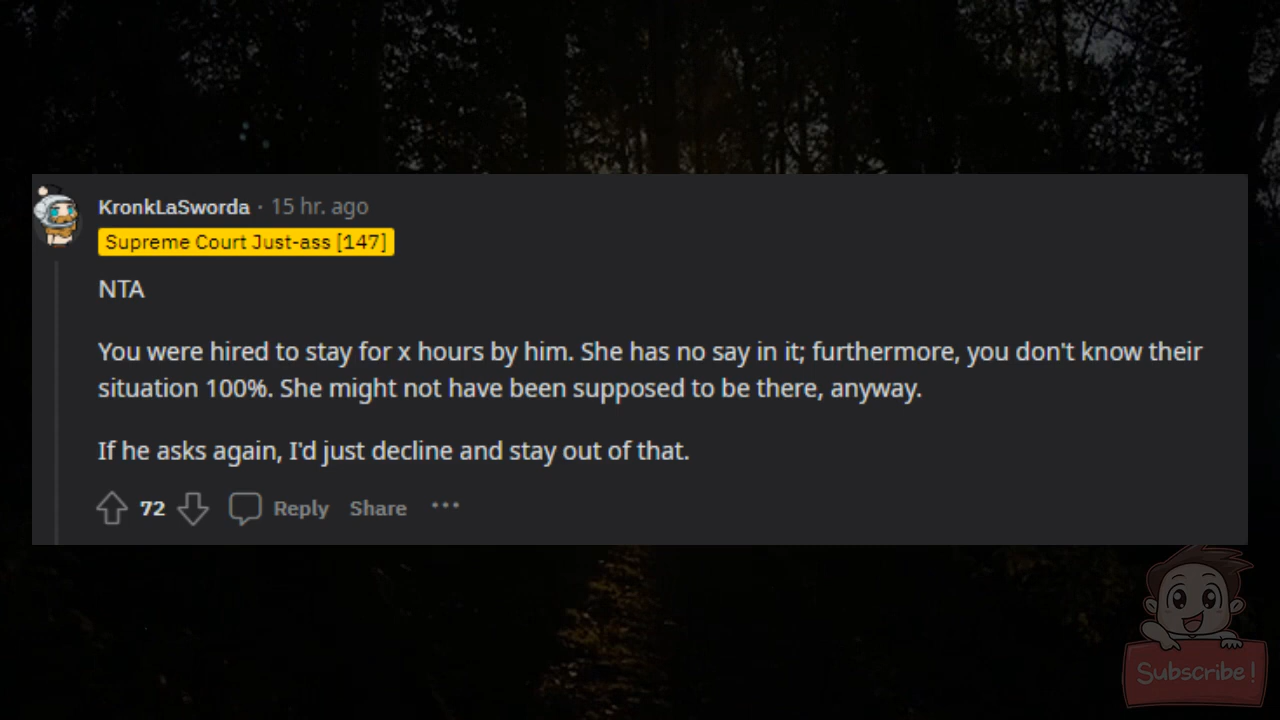 KronkLaSworda · 15 hr. ago
Supreme Court Just-ass [147]
NTA
You were hired to stay for x hours by him. She has no say in it; furthermore, you don't know their
situation 100%. She might not have been supposed to be there, anyway.
If he asks again, I'd just decline and stay out of that.
72 Reply Share ···
Subscribe!